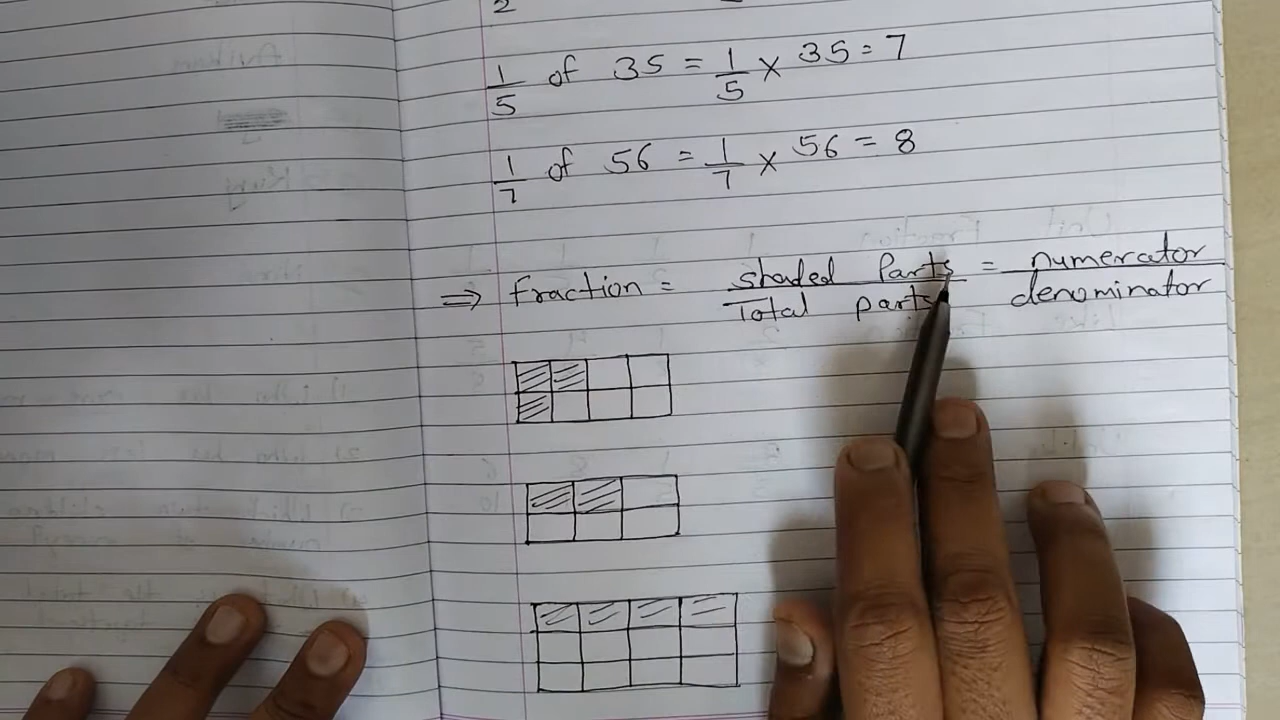 2
1/5 of 35 = 1/5 × 35 = 7
1/7 of 56 = 1/7 × 56 = 8
⇒ fraction = shaded Parts / Total parts = numerator / denominator